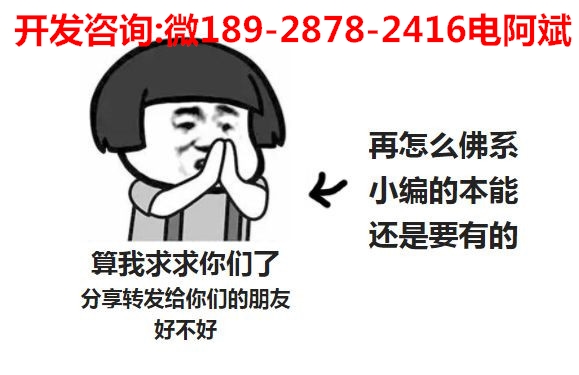 开发咨询:微189-2878-2416电阿斌
再怎么佛系
小编的本能
还是要有的
算我求求你们了
分享转发给你们的朋友
好不好